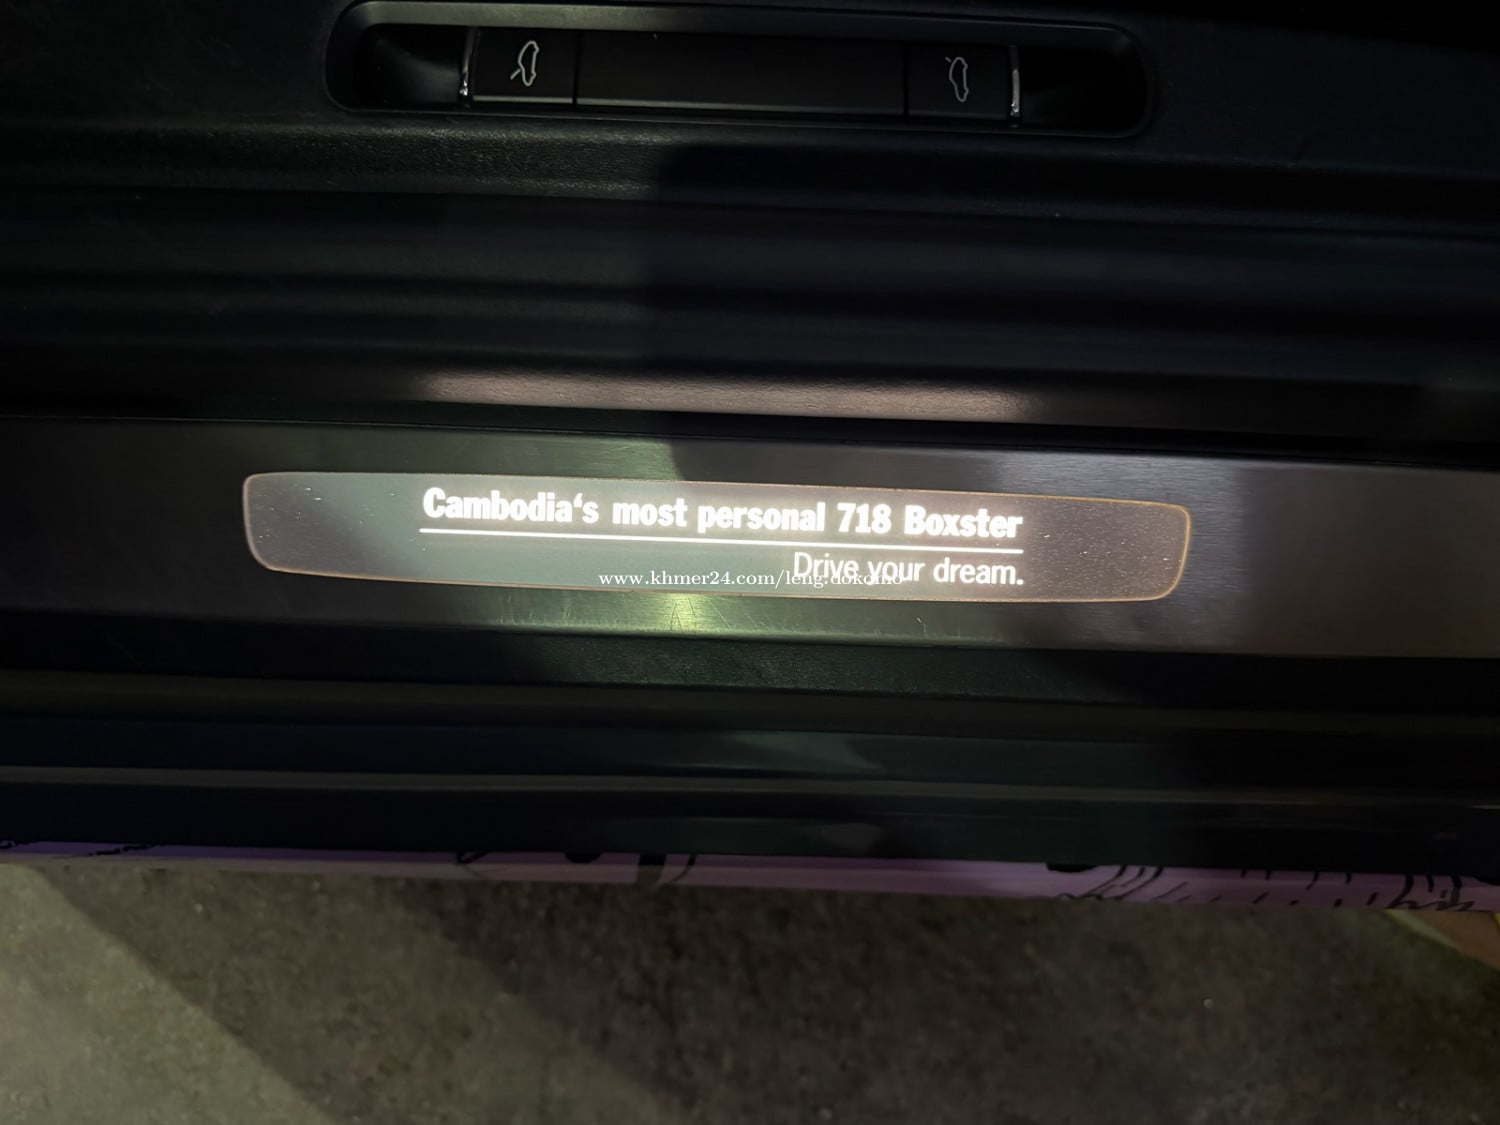 Cambodia‘s most personal 718 Boxster
Drive your dream.
www.khmer24.com/leng.dokomo